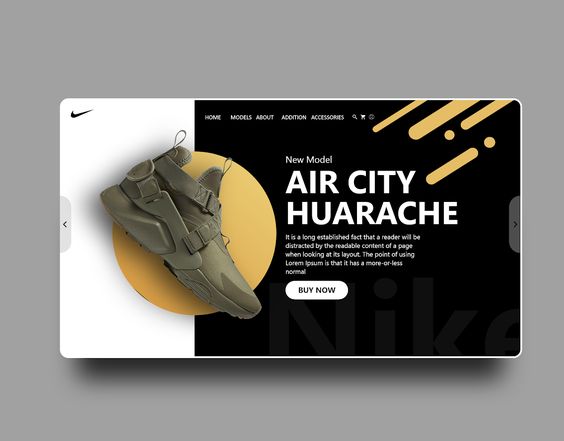 HOME MODELS ABOUT ADDITION ACCESSORIES
New Model
AIR CITY
HUARACHE
It is a long established fact that a reader will be
distracted by the readable content of a page
when looking at its layout. The point of using
Lorem Ipsum is that it has a more-or-less
normal
BUY NOW
Nike